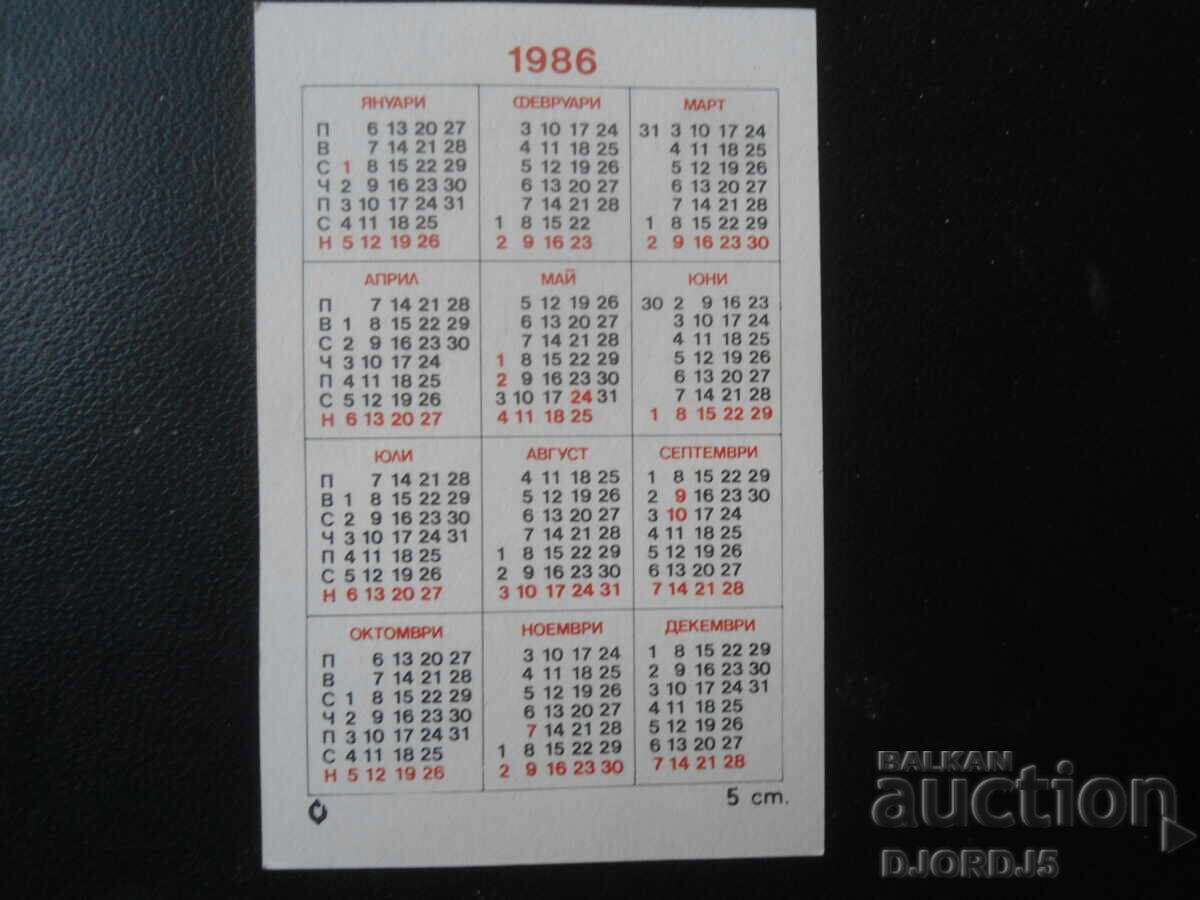 1986
ЯНУАРИ
П 6 13 20 27
В 7 14 21 28
С 1 8 15 22 29
Ч 2 9 16 23 30
П 3 10 17 24 31
С 4 11 18 25
Н 5 12 19 26
ФЕВРУАРИ
3 10 17 24
4 11 18 25
5 12 19 26
6 13 20 27
7 14 21 28
1 8 15 22
2 9 16 23
МАРТ
31 3 10 17 24
4 11 18 25
5 12 19 26
6 13 20 27
7 14 21 28
1 8 15 22 29
2 9 16 23 30
АПРИЛ
П 7 14 21 28
В 1 8 15 22 29
С 2 9 16 23 30
Ч 3 10 17 24
П 4 11 18 25
С 5 12 19 26
Н 6 13 20 27
МАЙ
5 12 19 26
6 13 20 27
7 14 21 28
1 8 15 22 29
2 9 16 23 30
3 10 17 24 31
4 11 18 25
ЮНИ
30 2 9 16 23
3 10 17 24
4 11 18 25
5 12 19 26
6 13 20 27
7 14 21 28
1 8 15 22 29
ЮЛИ
П 7 14 21 28
В 1 8 15 22 29
С 2 9 16 23 30
Ч 3 10 17 24 31
П 4 11 18 25
С 5 12 19 26
Н 6 13 20 27
АВГУСТ
4 11 18 25
5 12 19 26
6 13 20 27
7 14 21 28
1 8 15 22 29
2 9 16 23 30
3 10 17 24 31
СЕПТЕМВРИ
1 8 15 22 29
2 9 16 23 30
3 10 17 24
4 11 18 25
5 12 19 26
6 13 20 27
7 14 21 28
ОКТОМВРИ
П 6 13 20 27
В 7 14 21 28
С 1 8 15 22 29
Ч 2 9 16 23 30
П 3 10 17 24 31
С 4 11 18 25
Н 5 12 19 26
НОЕМВРИ
3 10 17 24
4 11 18 25
5 12 19 26
6 13 20 27
7 14 21 28
1 8 15 22 29
2 9 16 23 30
ДЕКЕМВРИ
1 8 15 22 29
2 9 16 23 30
3 10 17 24 31
4 11 18 25
5 12 19 26
6 13 20 27
7 14 21 28
5 ст.
BALKAN
auction
DJORDJ5